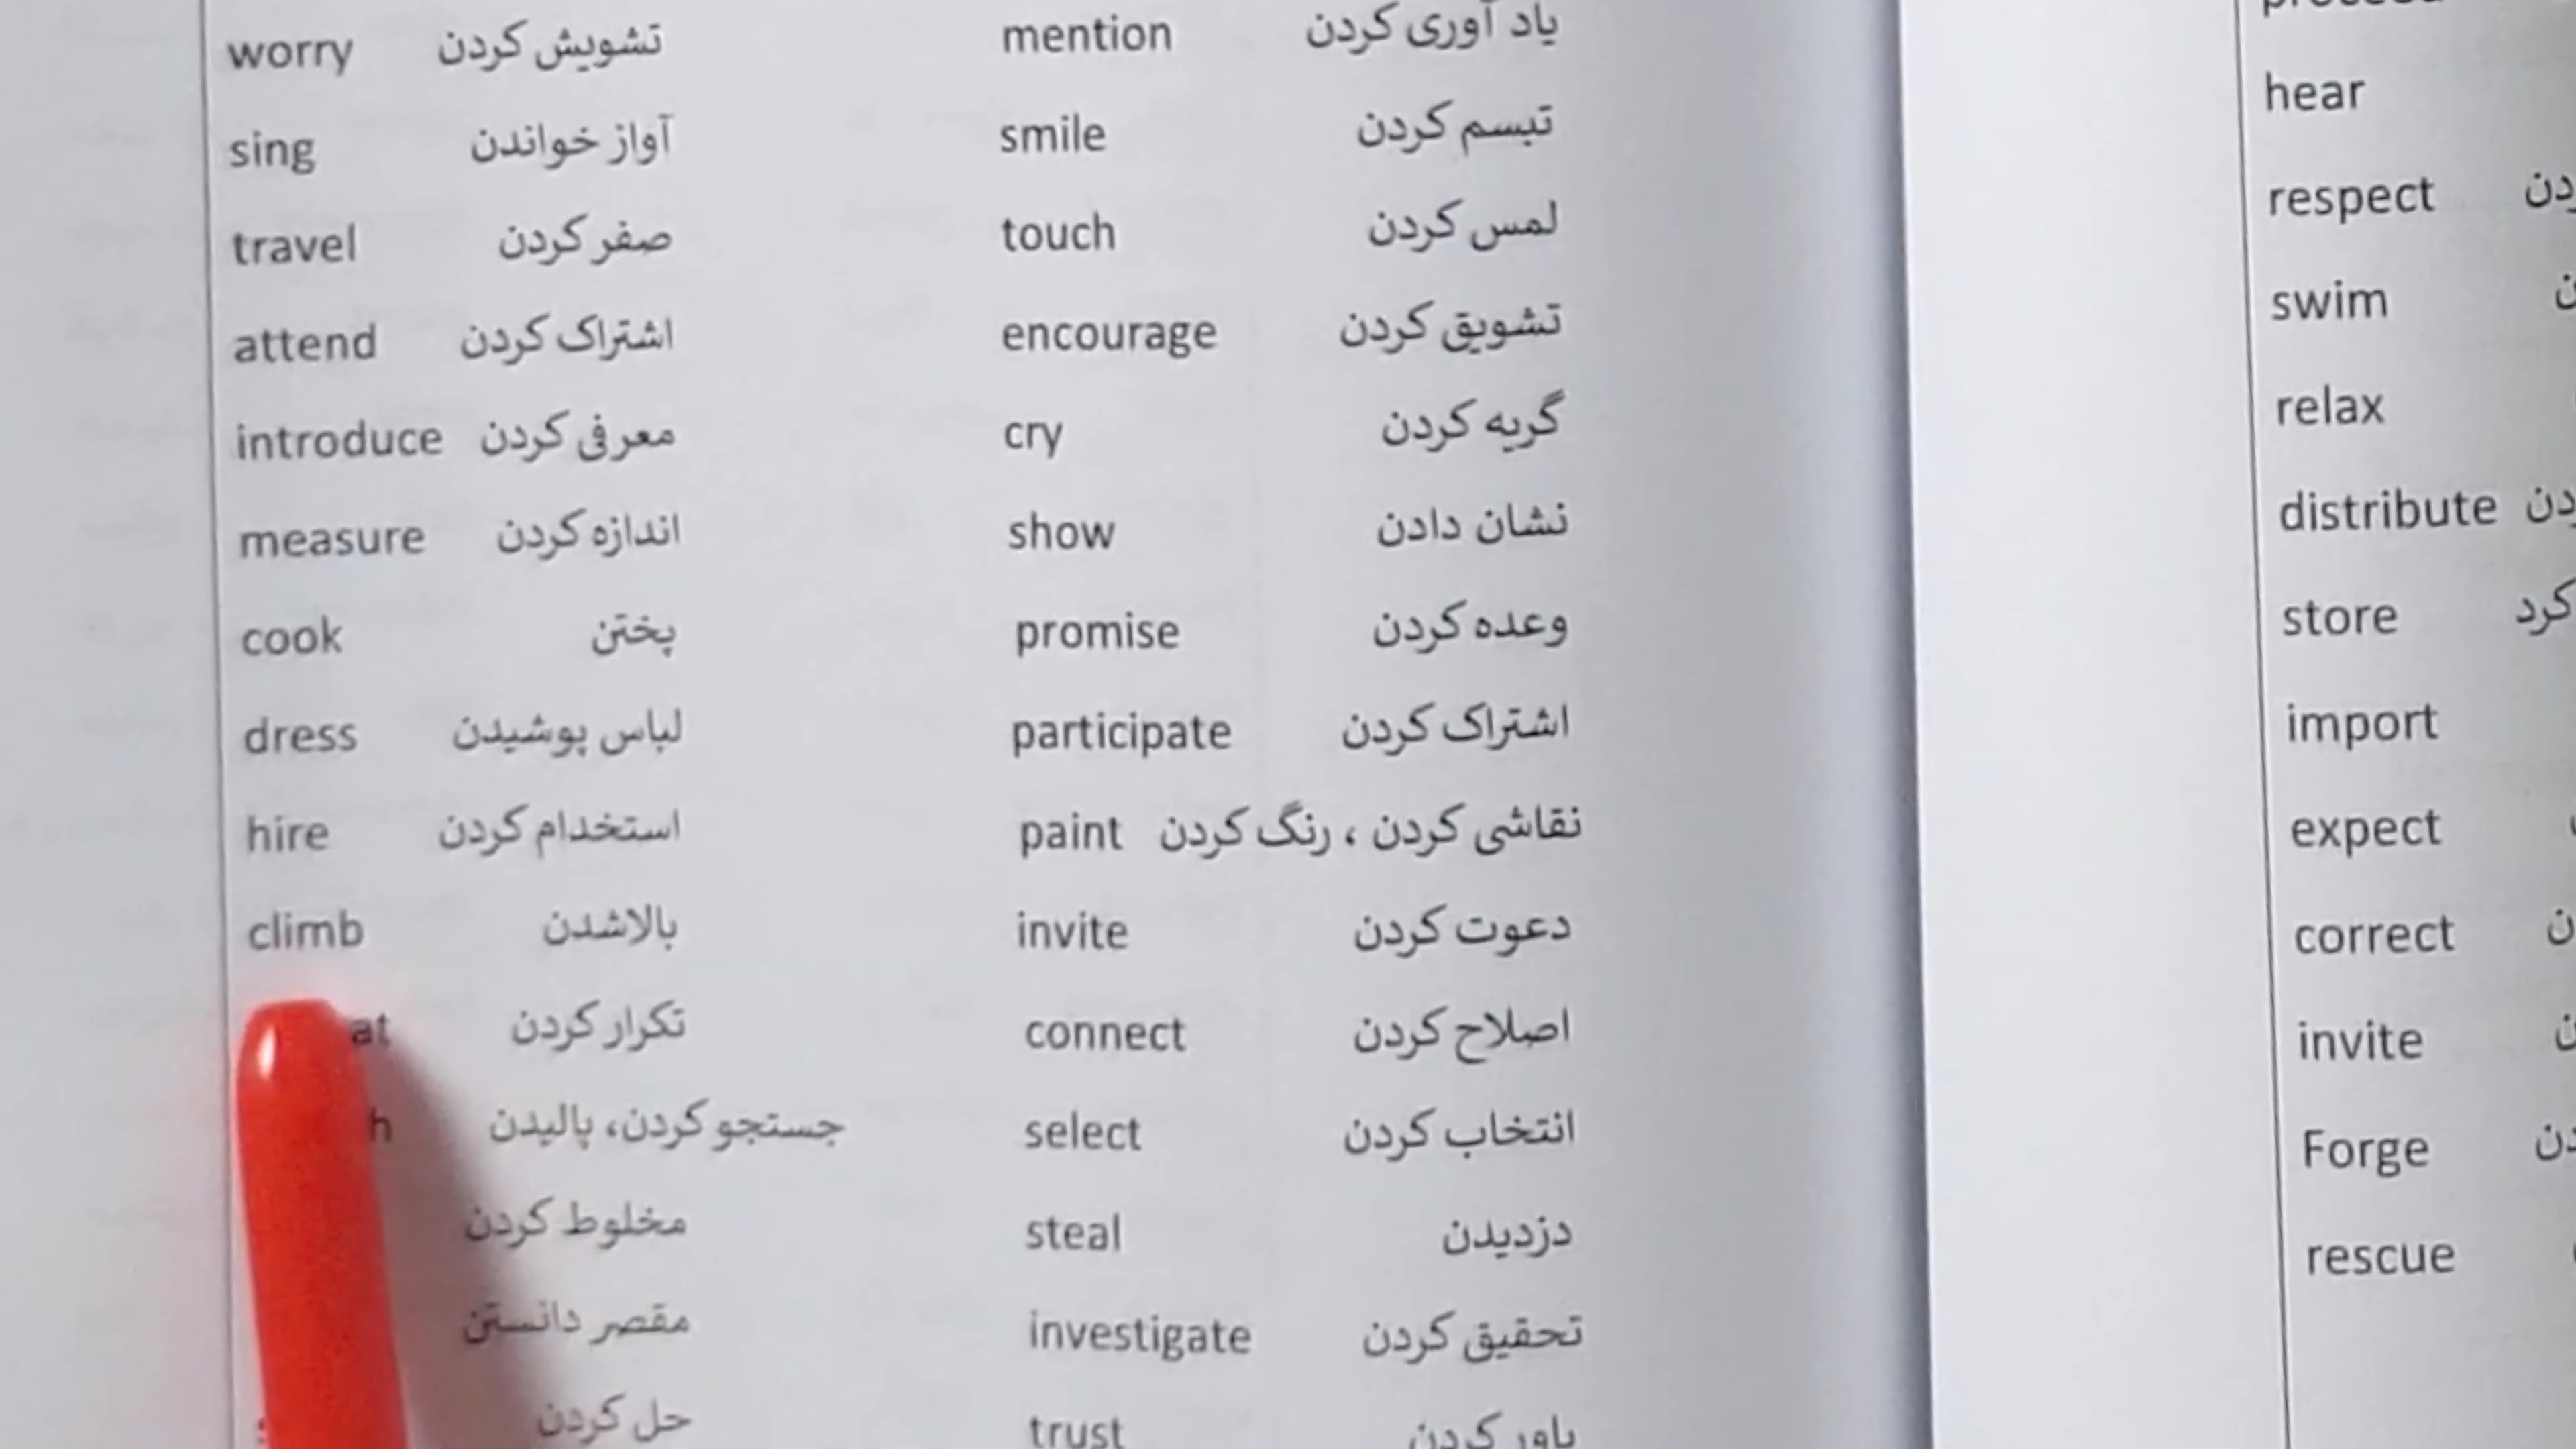 worry تشویش کردن mention یاد آوری کردن
sing آواز خواندن smile تبسم کردن
travel صفر کردن touch لمس کردن
attend اشتراک کردن encourage تشویق کردن
introduce معرفی کردن cry گریه کردن
measure اندازه کردن show نشان دادن
cook پختن promise وعده کردن
dress لباس پوشیدن participate اشتراک کردن
hire استخدام کردن paint نقاشی کردن ، رنگ کردن
climb بالاشدن invite دعوت کردن
تکرار کردن connect اصلاح کردن
جستجو کردن، پالیدن select انتخاب کردن
مخلوط کردن steal دزدیدن
مقصر دانستن investigate تحقیق کردن
حل کردن trust باور کردن
hear
respect
swim
relax
distribute
store
import
expect
correct
invite
Forge
rescue